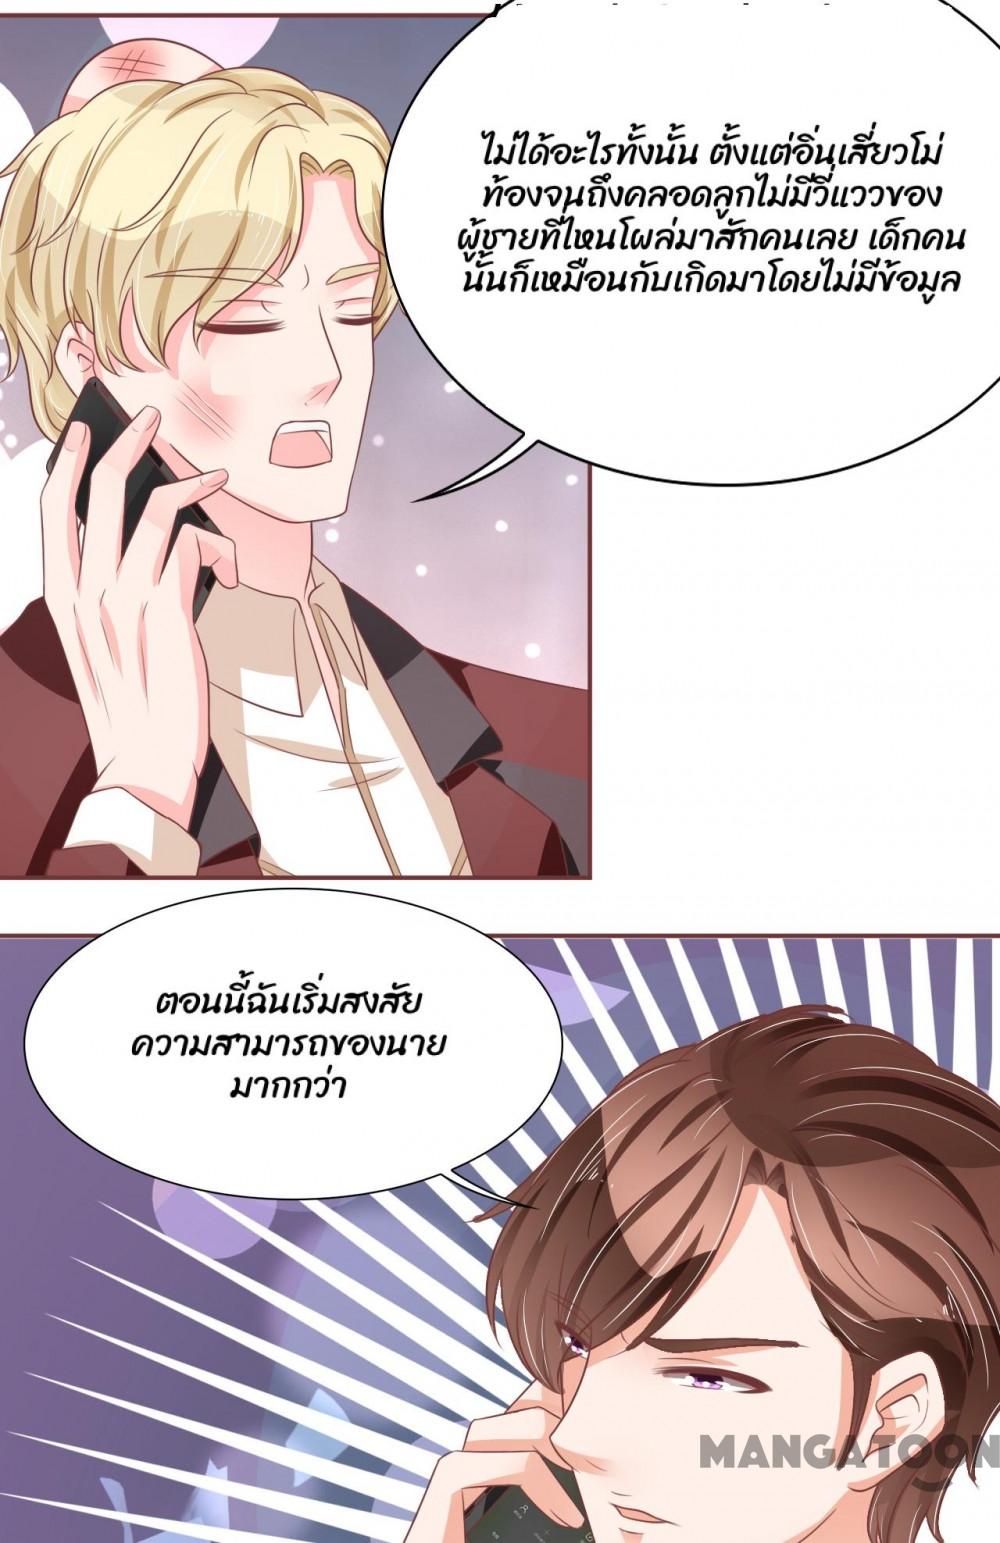 ไม่ได้อะไรทั้งนั้น ตั้งแต่อิ่นเสี่ยวโม่
ท้องจนถึงคลอดลูกไม่มีวี่แววของ
ผู้ชายที่ไหนโผล่มาสักคนเลย เด็กคน
นั้นก็เหมือนกับเกิดมาโดยไม่มีข้อมูล
ตอนนี้ฉันเริ่มสงสัย
ความสามารถของนาย
มากกว่า
MANGATOON